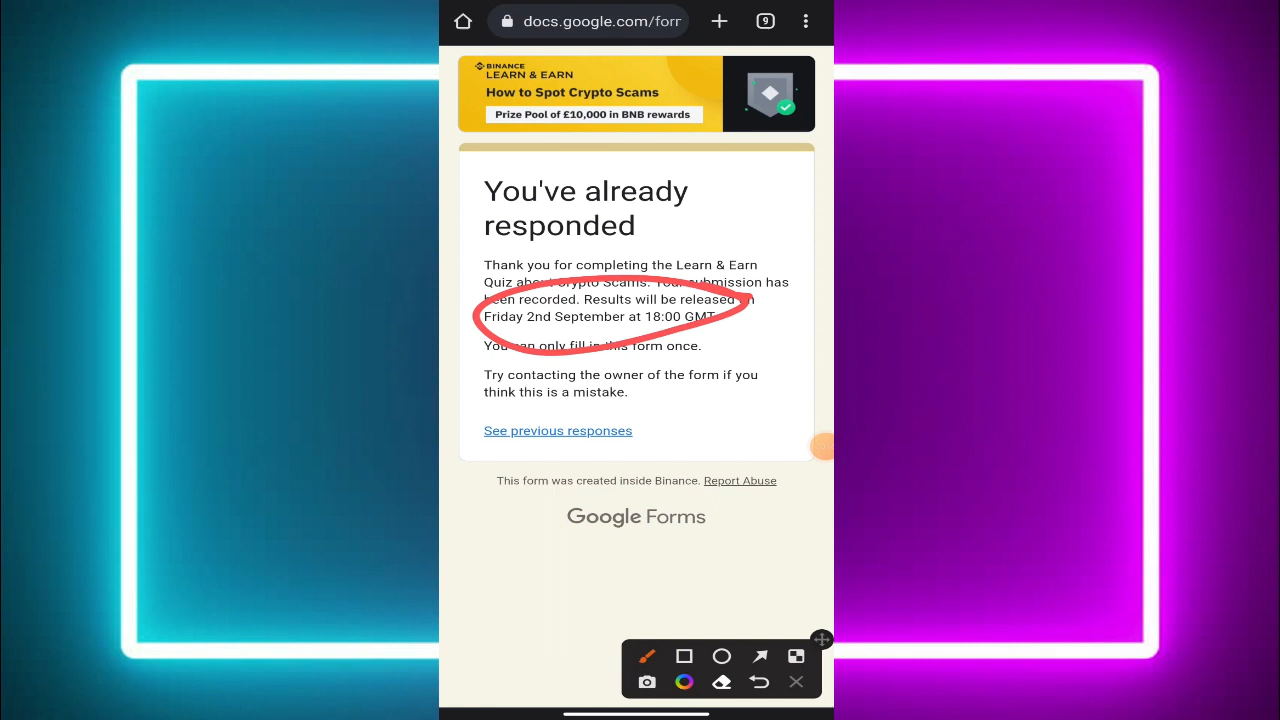 docs.google.com/forr
9
BINANCE
LEARN & EARN
How to Spot Crypto Scams
Prize Pool of £10,000 in BNB rewards
You've already
responded
Thank you for completing the Learn & Earn
Quiz about Crypto Scams. Your submission has
been recorded. Results will be released on
Friday 2nd September at 18:00 GMT
You can only fill in this form once.
Try contacting the owner of the form if you
think this is a mistake.
See previous responses
This form was created inside Binance. Report Abuse
Google Forms